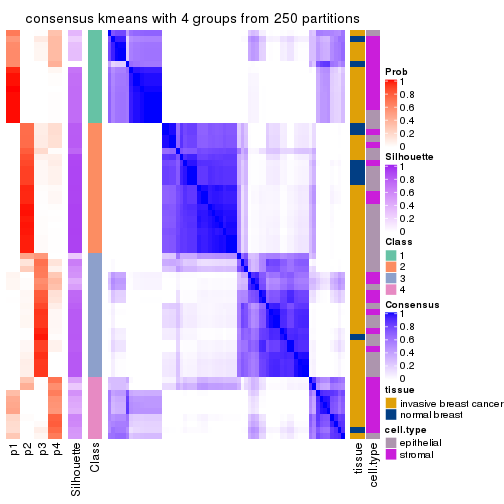 consensus kmeans with 4 groups from 250 partitions
Prob
1
0.8
0.6
0.4
0.2
0
Silhouette
1
0.8
0.6
0.4
0.2
0
Class
1
2
3
4
Consensus
1
0.8
0.6
0.4
0.2
0
tissue
invasive breast cancer
normal breast
cell.type
epithelial
stromal
p1
p2
p3
p4
Silhouette
Class
tissue
cell.type